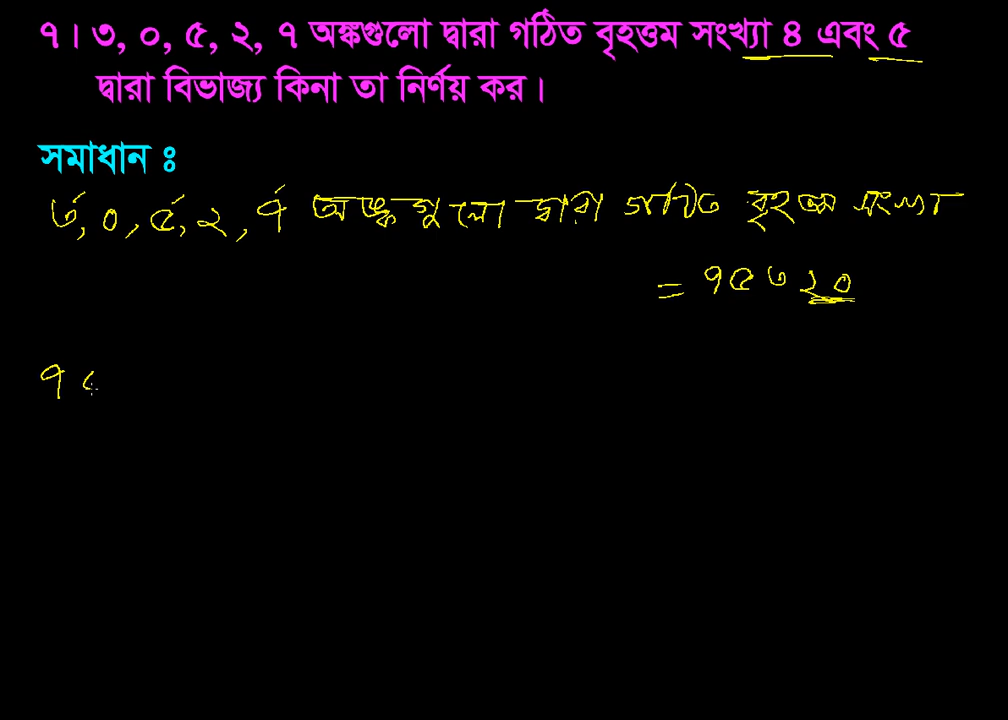 ৭। ৩, ০, ৫, ২, ৭ অঙ্কগুলো দ্বারা গঠিত বৃহত্তম সংখ্যা ৪ এবং ৫
দ্বারা বিভাজ্য কিনা তা নির্ণয় কর।
সমাধান ঃ
৩, ০, ৫, ২, ৭ অঙ্কগুলো দ্বারা গঠিত বৃহত্তম সংখ্যা
= ৭৫৩২০
৭